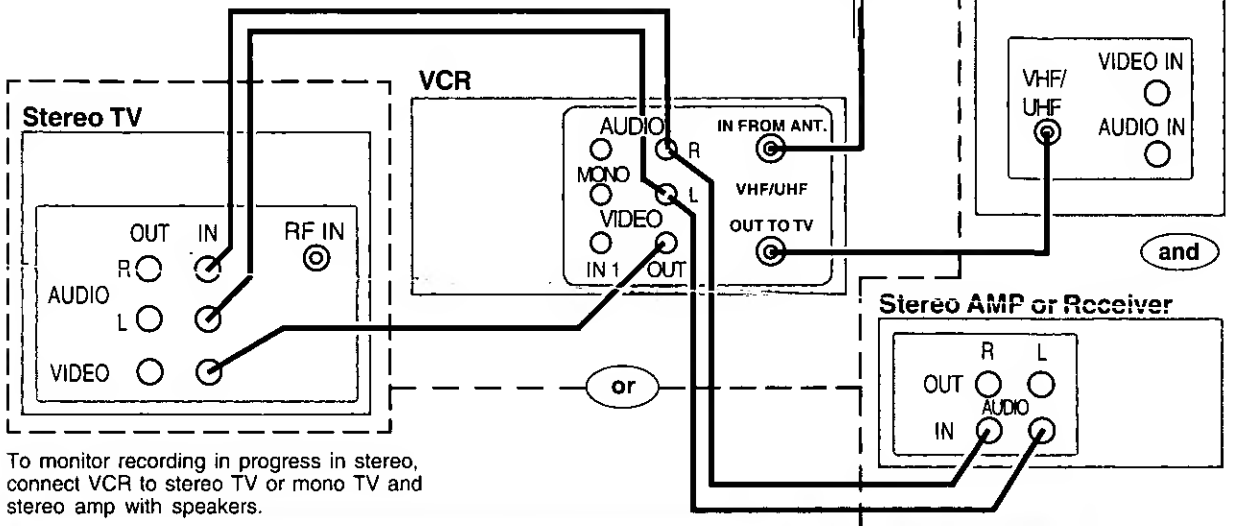 VCR
Stereo TV
AUDIO
R
IN FROM ANT.
MONO
L
VHF/UHF
VIDEO
OUT TO TV
IN 1 OUT
OUT IN
RF IN
R
AUDIO
L
VIDEO
VHF/
UHF
VIDEO IN
AUDIO IN
and
or
Stereo AMP or Receiver
R L
OUT
AUDIO
IN
To monitor recording in progress in stereo,
connect VCR to stereo TV or mono TV and
stereo amp with speakers.